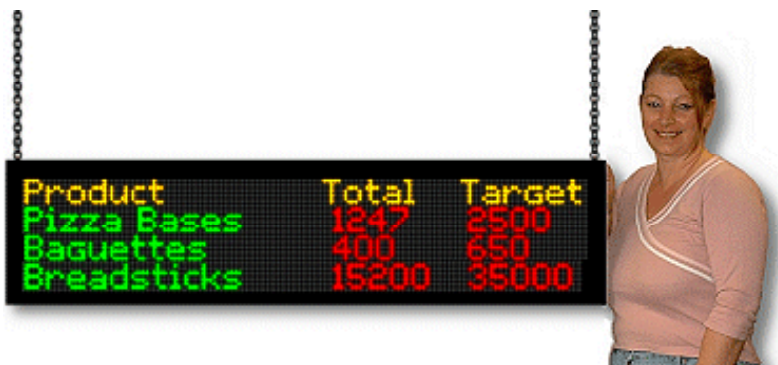 Product Total Target
Pizza Bases 1247 2500
Baguettes 400 650
Breadsticks 15200 35000